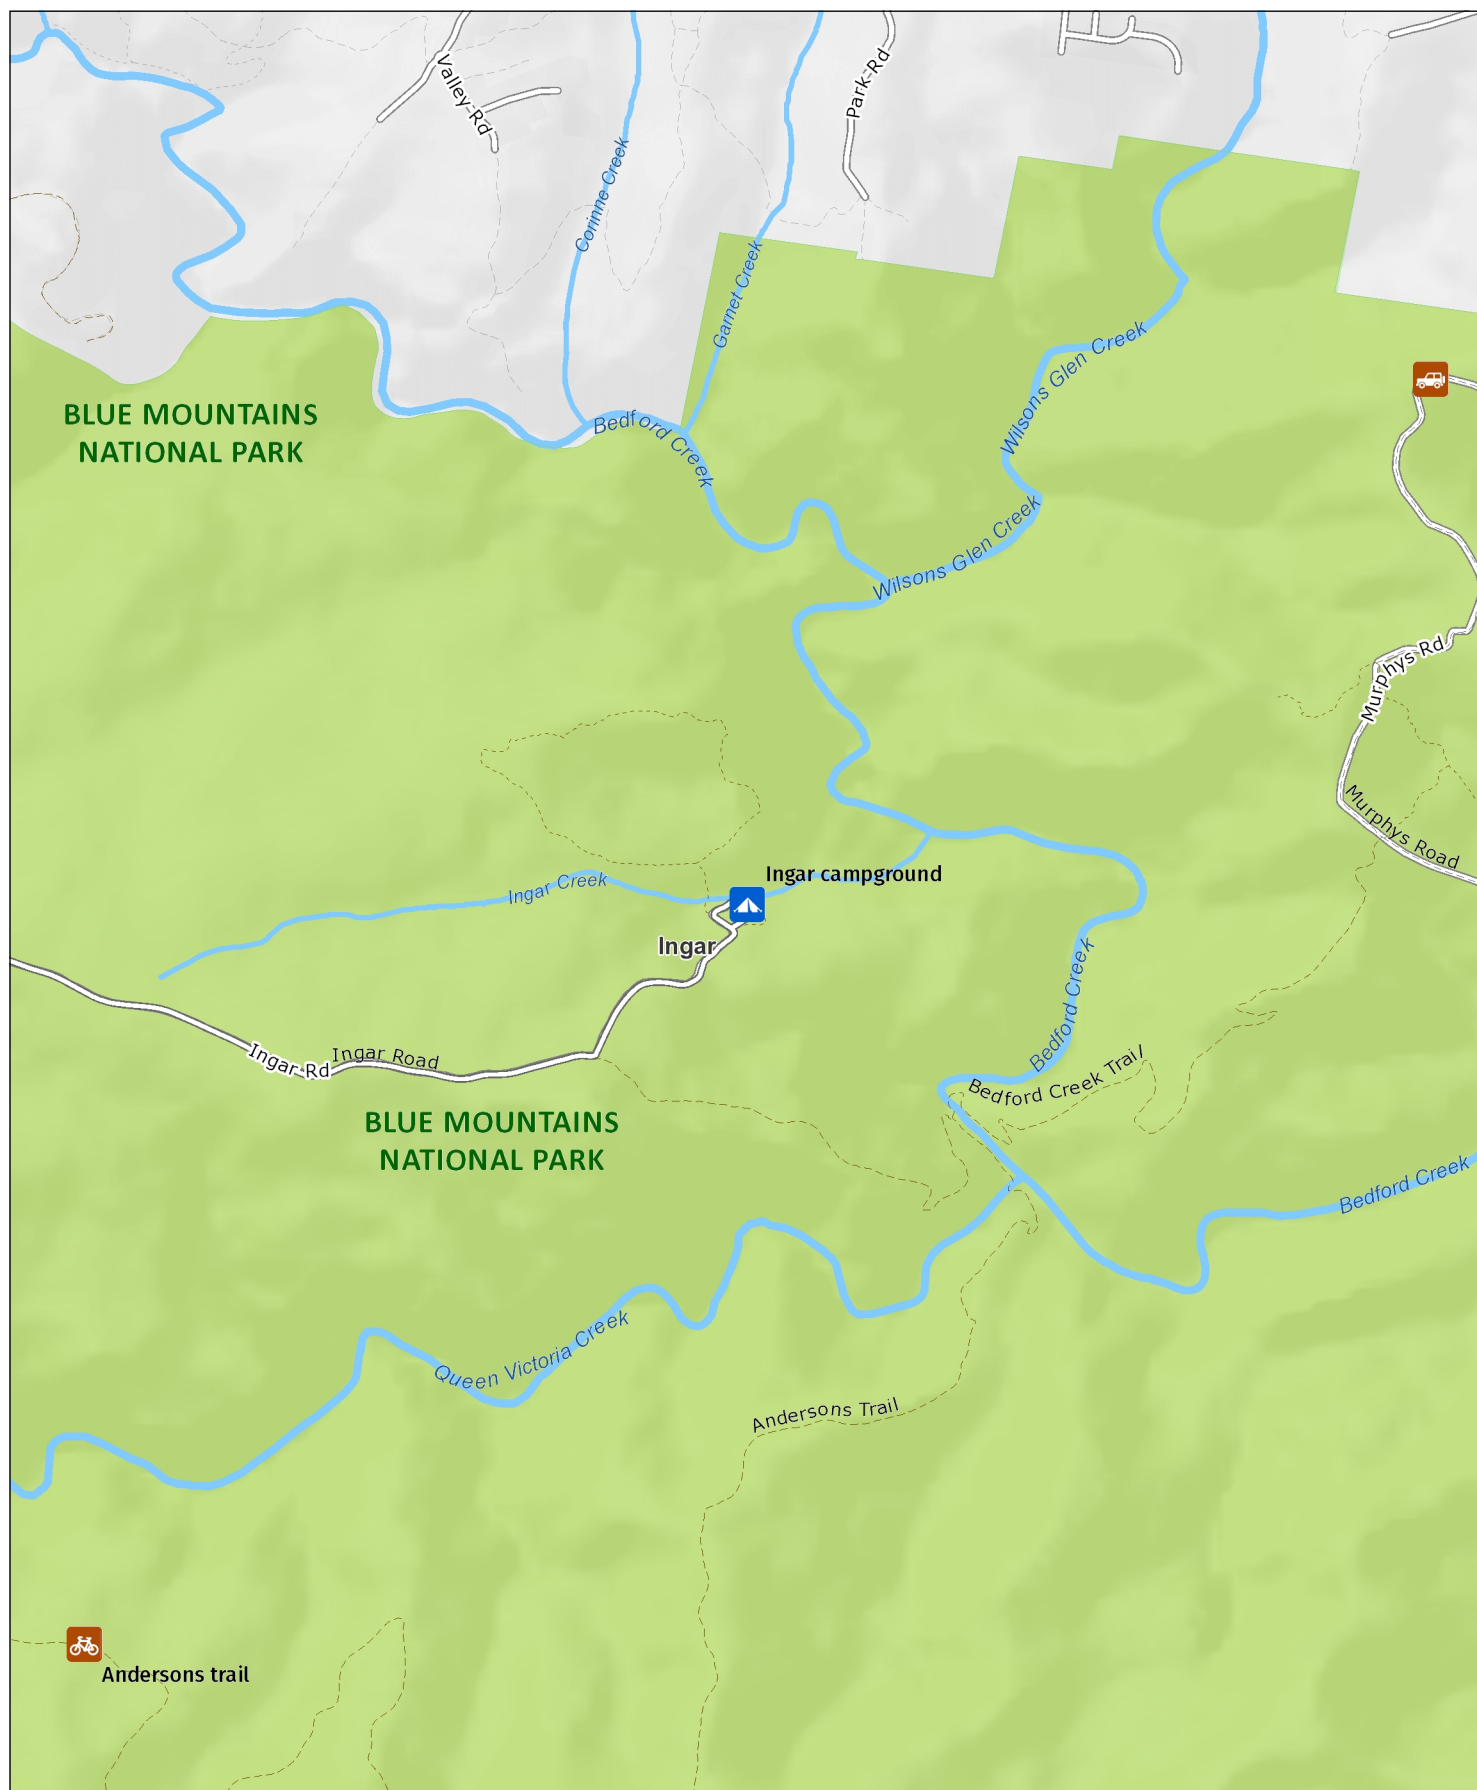 Valley Rd
Park Rd
Corinne Creek
Garnet Creek
Wilsons Glen Creek
BLUE MOUNTAINS
NATIONAL PARK
Bedford Creek
Wilsons Glen Creek
Murphys Rd
Murphys Road
Ingar campground
Ingar Creek
Ingar
Bedford Creek
Ingar Rd
Ingar Road
Bedford Creek Trail
BLUE MOUNTAINS
NATIONAL PARK
Bedford Creek
Queen Victoria Creek
Andersons Trail
Andersons trail